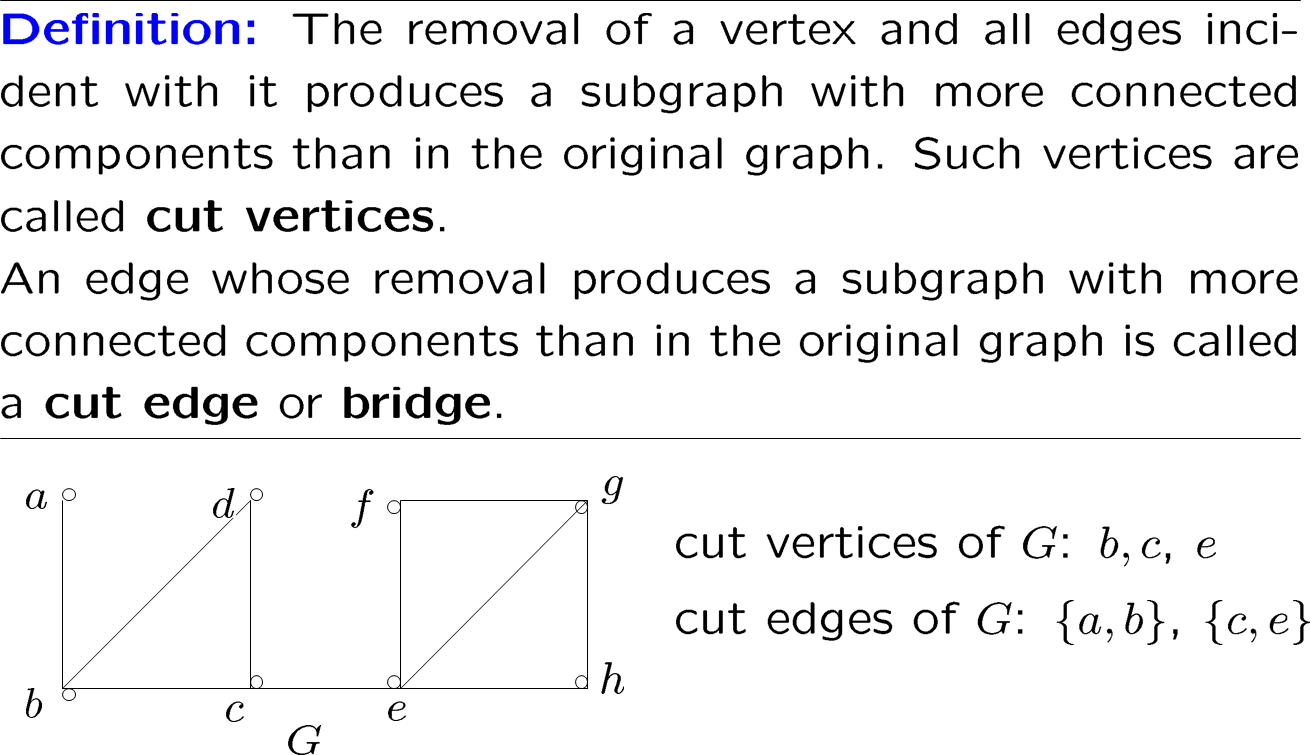 Definition: The removal of a vertex and all edges inci-
dent with it produces a subgraph with more connected
components than in the original graph. Such vertices are
called cut vertices.
An edge whose removal produces a subgraph with more
connected components than in the original graph is called
a cut edge or bridge.
a
d
f
g
cut vertices of G: b, c, e
cut edges of G: {a, b}, {c, e}
h
b
c
e
G